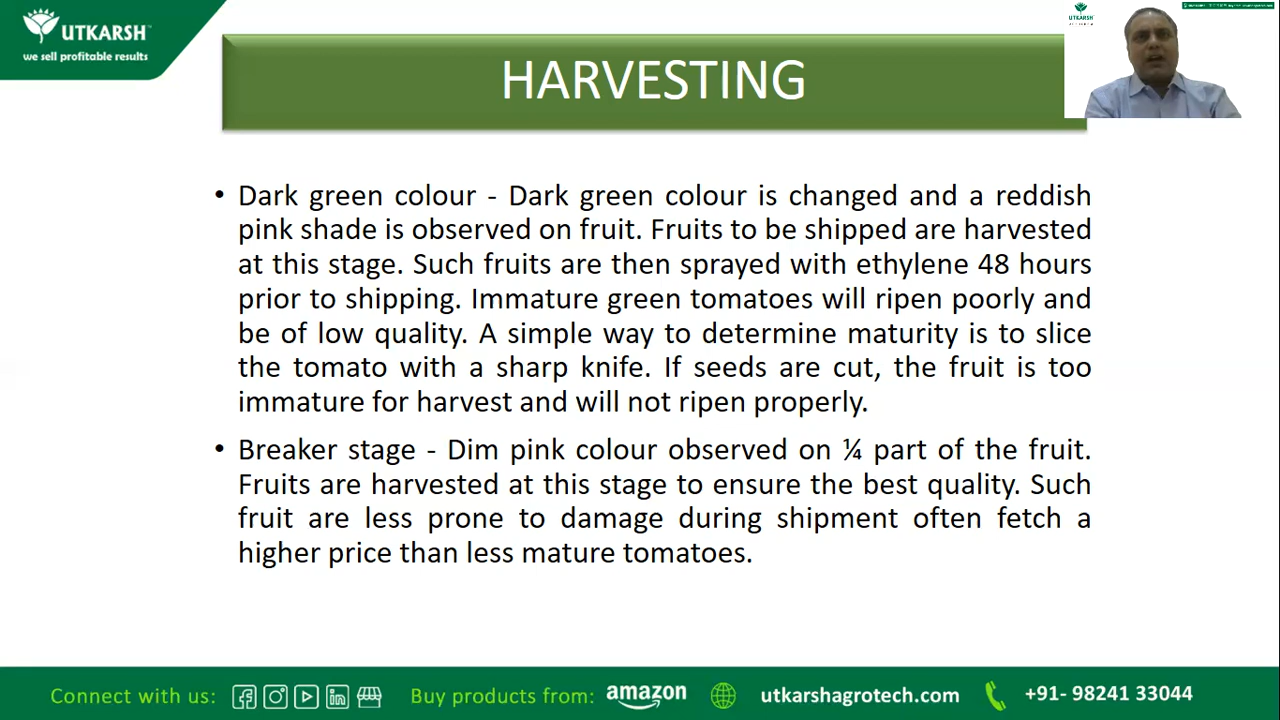 UTKARSH
we sell profitable results
UTKARSH
HARVESTING
• Dark green colour - Dark green colour is changed and a reddish
pink shade is observed on fruit. Fruits to be shipped are harvested
at this stage. Such fruits are then sprayed with ethylene 48 hours
prior to shipping. Immature green tomatoes will ripen poorly and
be of low quality. A simple way to determine maturity is to slice
the tomato with a sharp knife. If seeds are cut, the fruit is too
immature for harvest and will not ripen properly.
• Breaker stage - Dim pink colour observed on ¼ part of the fruit.
Fruits are harvested at this stage to ensure the best quality. Such
fruit are less prone to damage during shipment often fetch a
higher price than less mature tomatoes.
Connect with us: Buy products from: amazon utkarshagrotech.com +91- 98241 33044